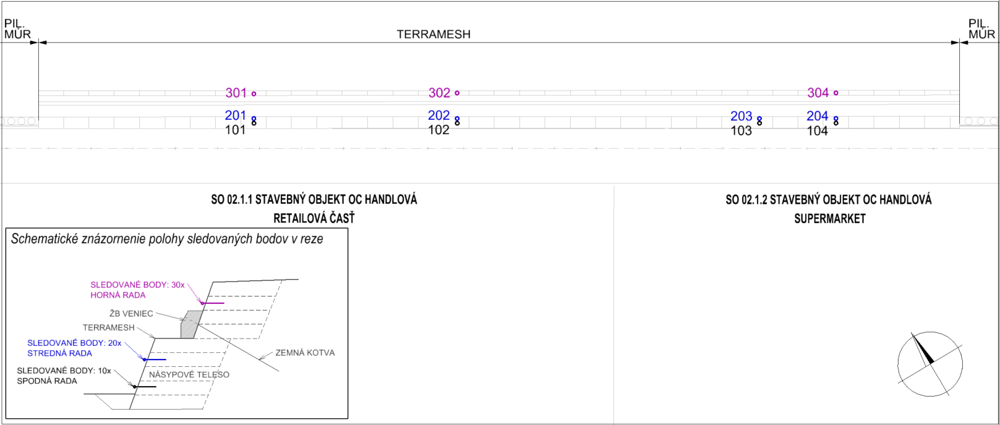 PIL.
MÚR
TERRAMESH
PIL.
MÚR
301
302
304
201
202
203
204
101
102
103
104
SO 02.1.1 STAVEBNÝ OBJEKT OC HANDLOVÁ
RETAILOVÁ ČASŤ
SO 02.1.2 STAVEBNÝ OBJEKT OC HANDLOVÁ
SUPERMARKET
Schematické znázornenie polohy sledovaných bodov v reze
SLEDOVANÉ BODY: 30x
HORNÁ RADA
ŽB VENIEC
TERRAMESH
SLEDOVANÉ BODY: 20x
STREDNÁ RADA
ZEMNÁ KOTVA
SLEDOVANÉ BODY: 10x
SPODNÁ RADA
NÁSYPOVÉ TELESO